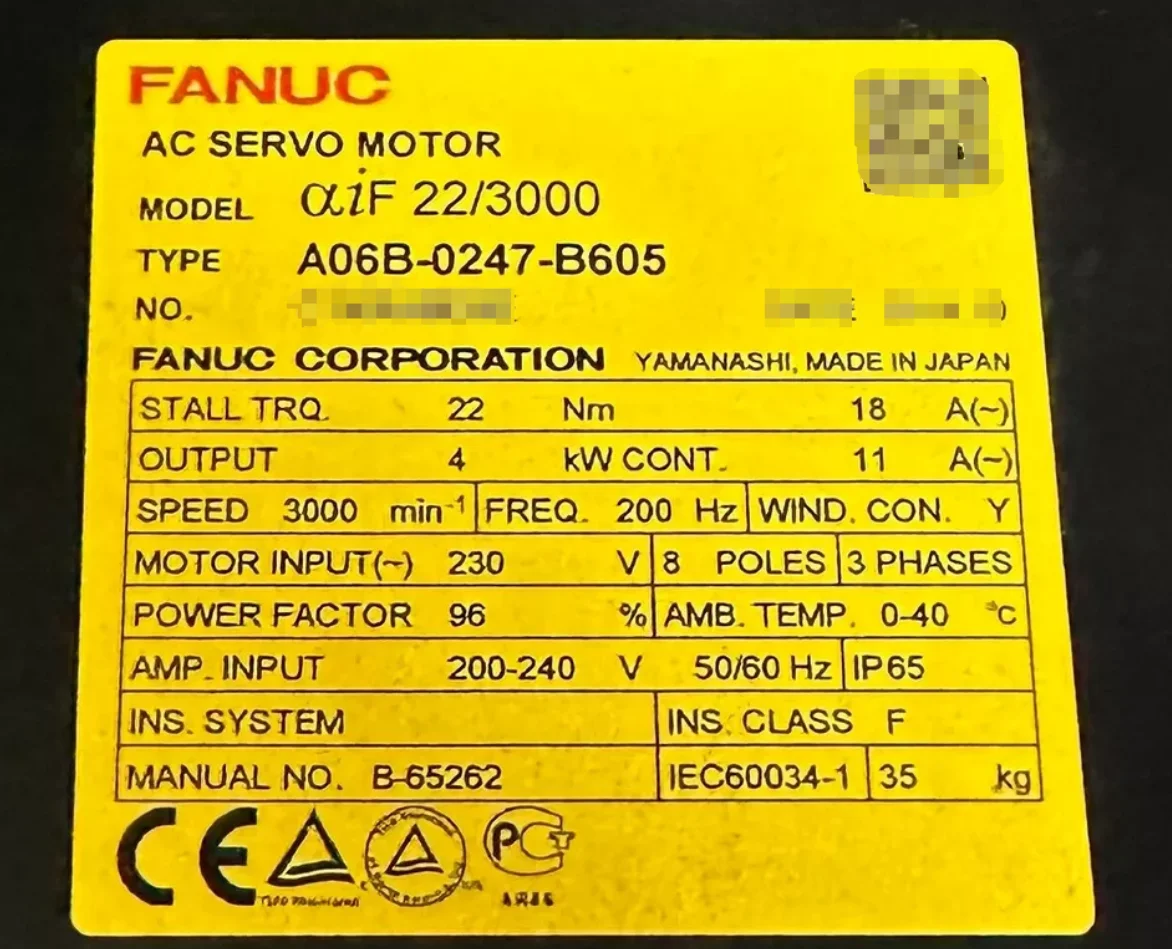 FANUC
AC SERVO MOTOR
MODEL αiF 22/3000
TYPE A06B-0247-B605
NO.
FANUC CORPORATION YAMANASHI, MADE IN JAPAN
STALL TRQ. 22 Nm 18 A(~)
OUTPUT 4 kW CONT. 11 A(~)
SPEED 3000 min⁻¹ FREQ. 200 Hz WIND. CON. Y
MOTOR INPUT(~) 230 V 8 POLES 3 PHASES
POWER FACTOR 96 % AMB. TEMP. 0-40 °C
AMP. INPUT 200-240 V 50/60 Hz IP65
INS. SYSTEM INS. CLASS F
MANUAL NO. B-65262 IEC60034-1 35 kg
CE